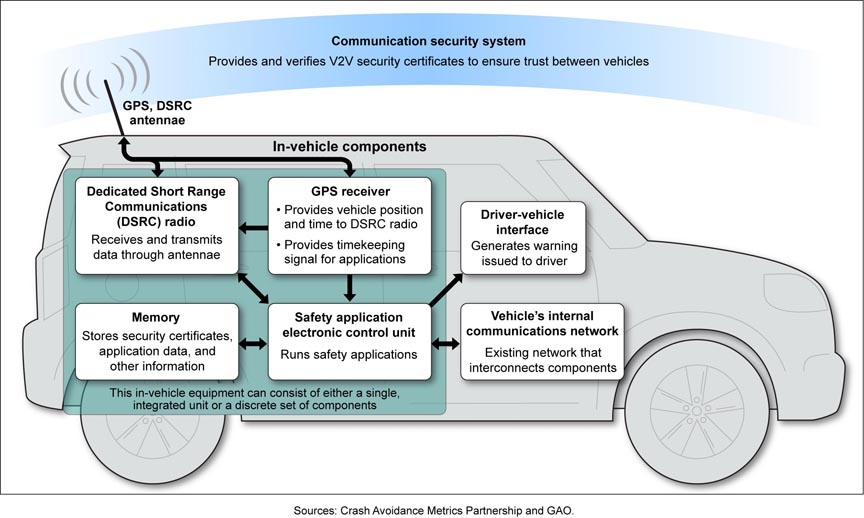 Communication security system
Provides and verifies V2V security certificates to ensure trust between vehicles
GPS, DSRC
antennae
In-vehicle components
Dedicated Short Range
Communications
(DSRC) radio
Receives and transmits
data through antennae
GPS receiver
• Provides vehicle position
and time to DSRC radio
• Provides timekeeping
signal for applications
Driver-vehicle
interface
Generates warning
issued to driver
Memory
Stores security certificates,
application data, and
other information
Safety application
electronic control unit
Runs safety applications
Vehicle's internal
communications network
Existing network that
interconnects components
This in-vehicle equipment can consist of either a single,
integrated unit or a discrete set of components
Sources: Crash Avoidance Metrics Partnership and GAO.